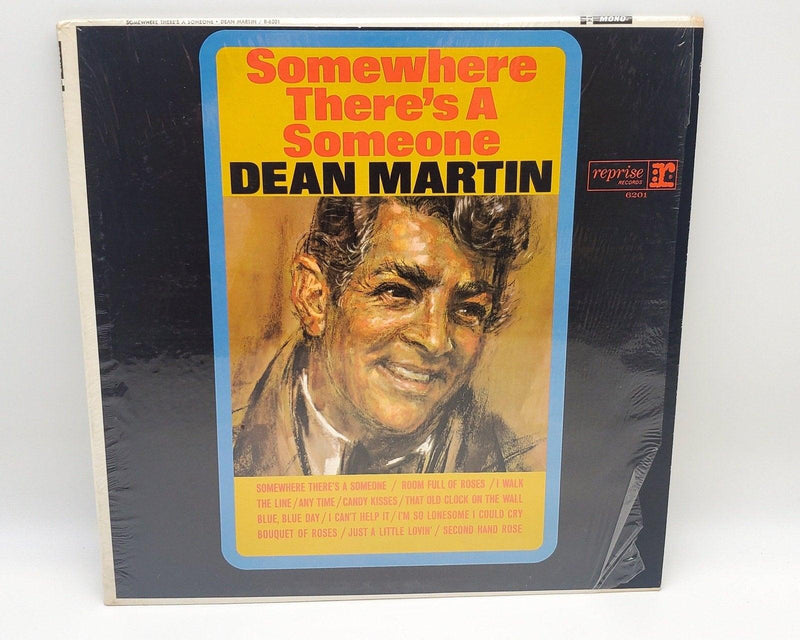 SOMEWHERE THERE'S A SOMEONE • DEAN MARTIN / R-6201
MONO
Somewhere
There's A
Someone
DEAN MARTIN
reprise r:
RECORDS
6201
SOMEWHERE THERE'S A SOMEONE / ROOM FULL OF ROSES / I WALK
THE LINE / ANY TIME / CANDY KISSES / THAT OLD CLOCK ON THE WALL
BLUE, BLUE DAY / I CAN'T HELP IT / I'M SO LONESOME I COULD CRY
BOUQUET OF ROSES / JUST A LITTLE LOVIN' / SECOND HAND ROSE